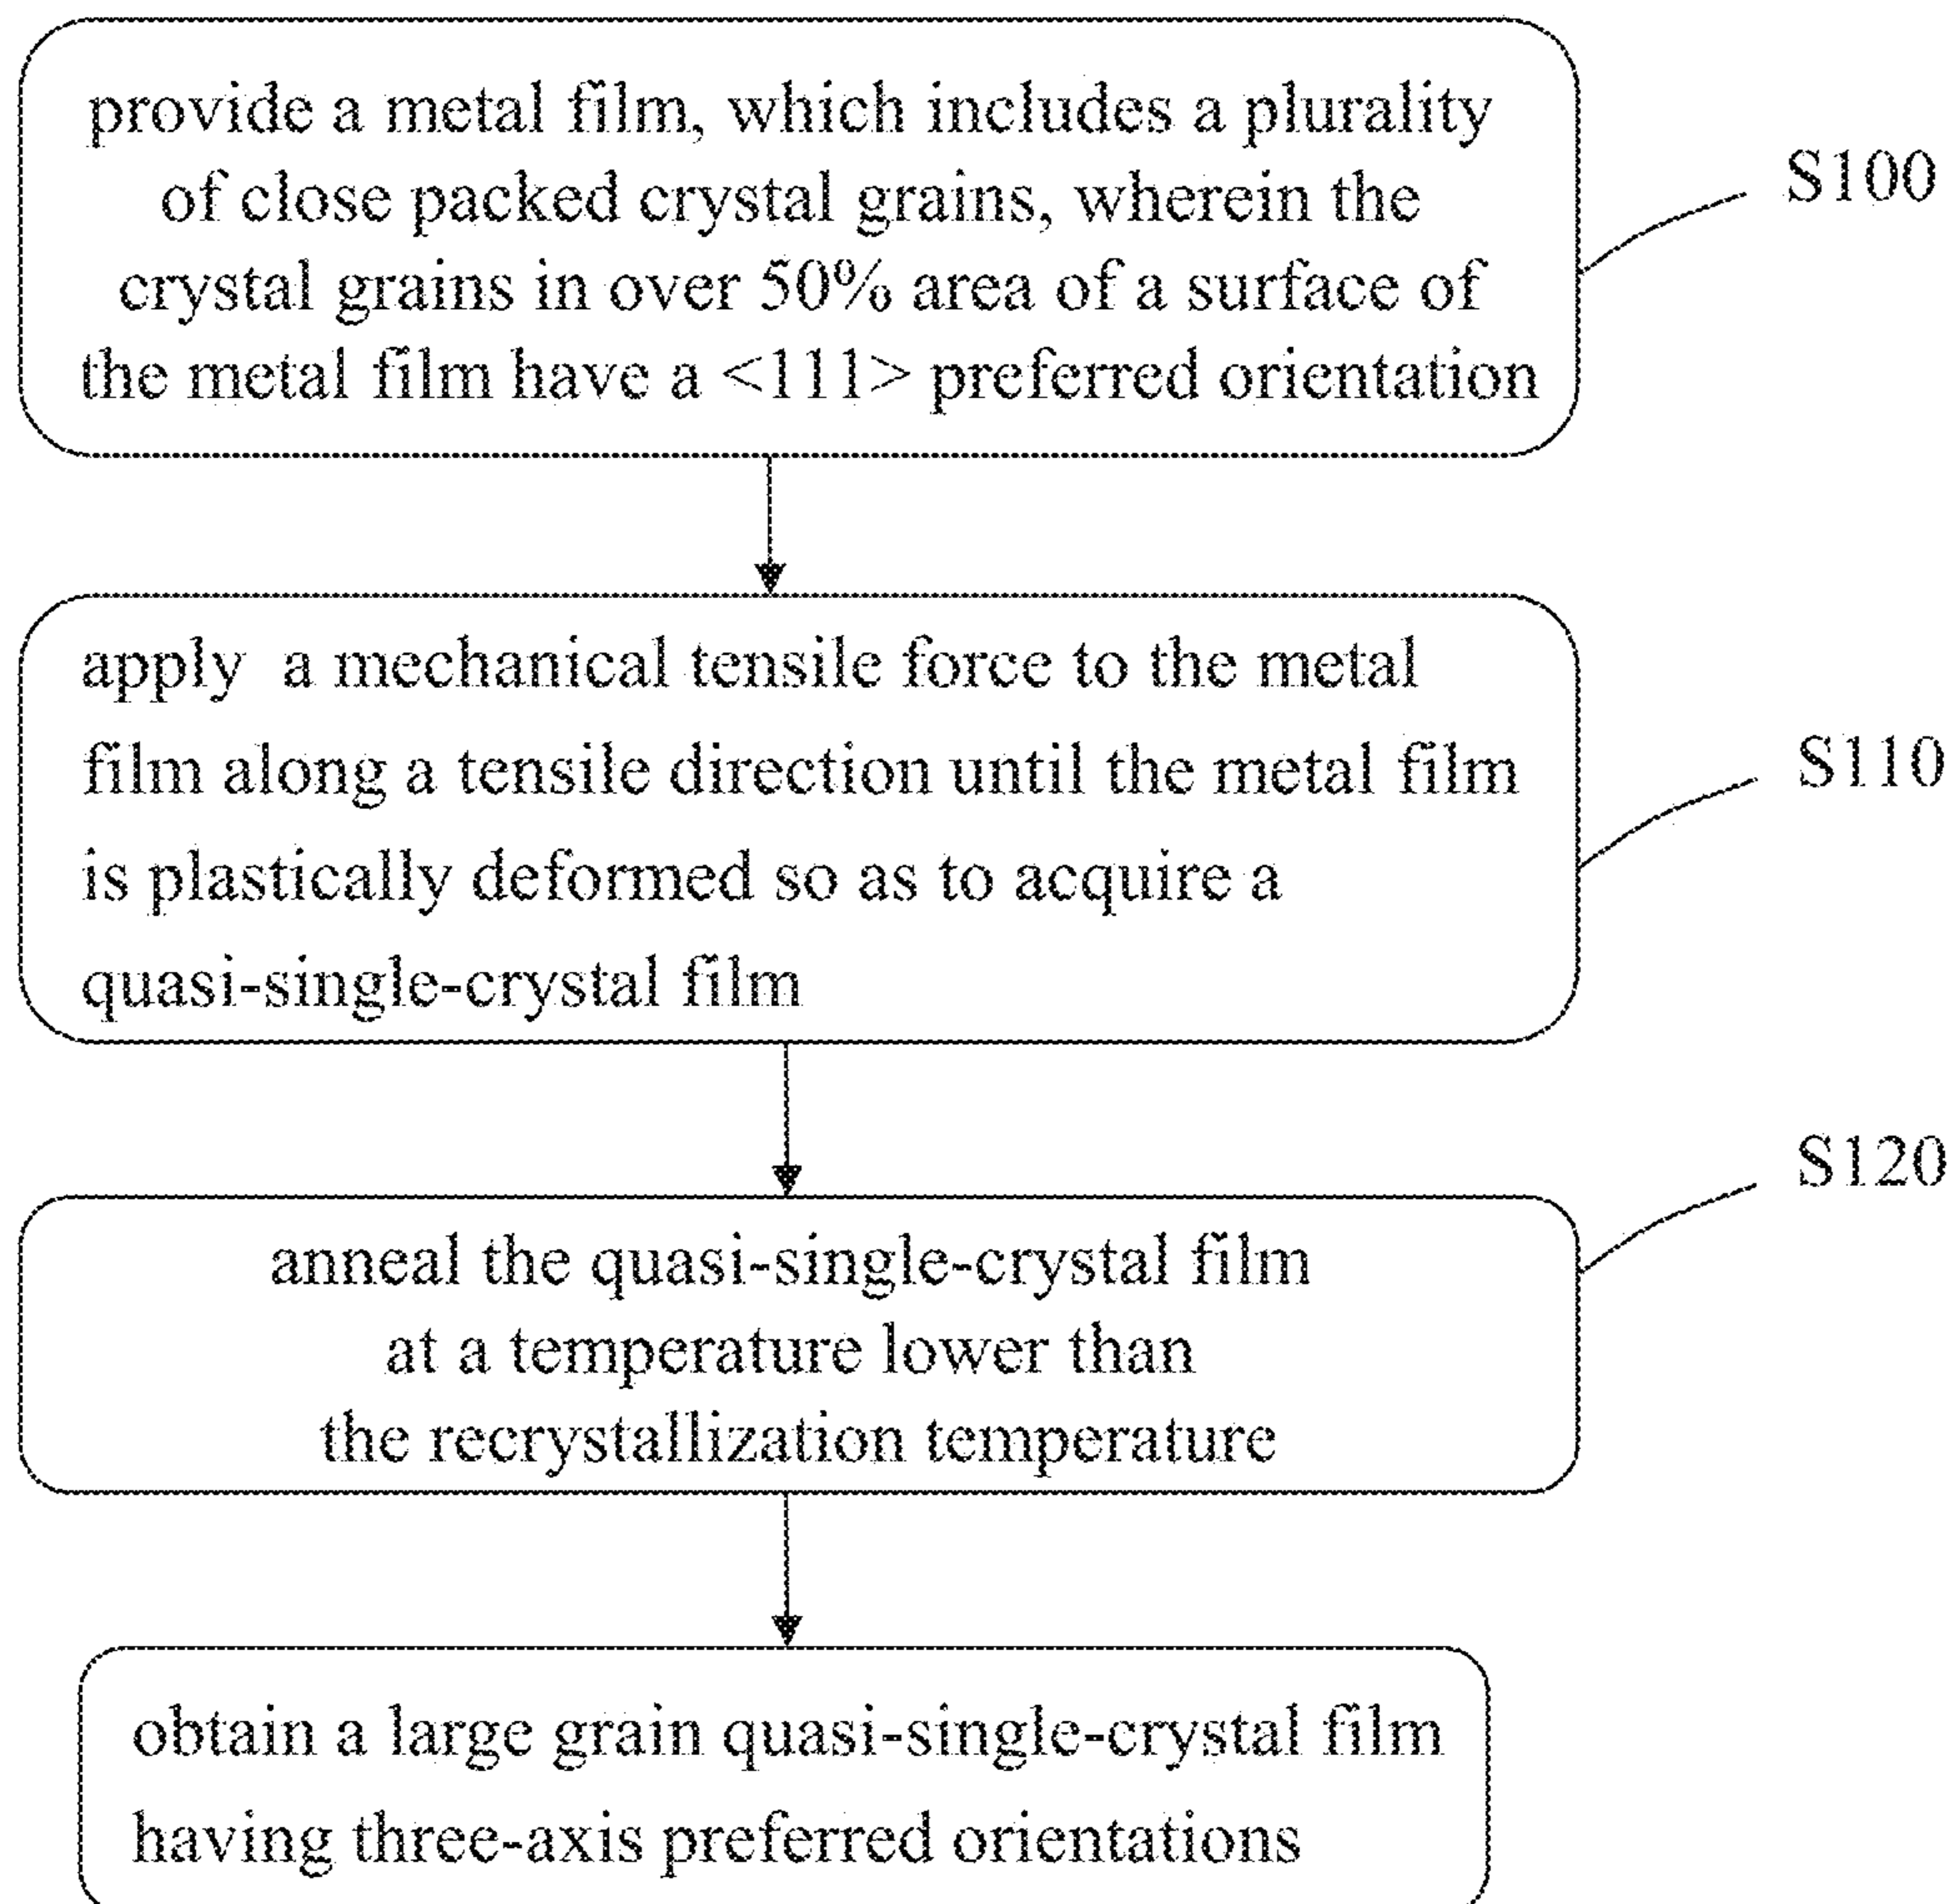 provide a metal film, which includes a plurality
of close packed crystal grains, wherein the
crystal grains in over 50% area of a surface of
the metal film have a <111> preferred orientation
S100
apply a mechanical tensile force to the metal
film along a tensile direction until the metal film
is plastically deformed so as to acquire a
quasi-single-crystal film
S110
anneal the quasi-single-crystal film
at a temperature lower than
the recrystallization temperature
S120
obtain a large grain quasi-single-crystal film
having three-axis preferred orientations